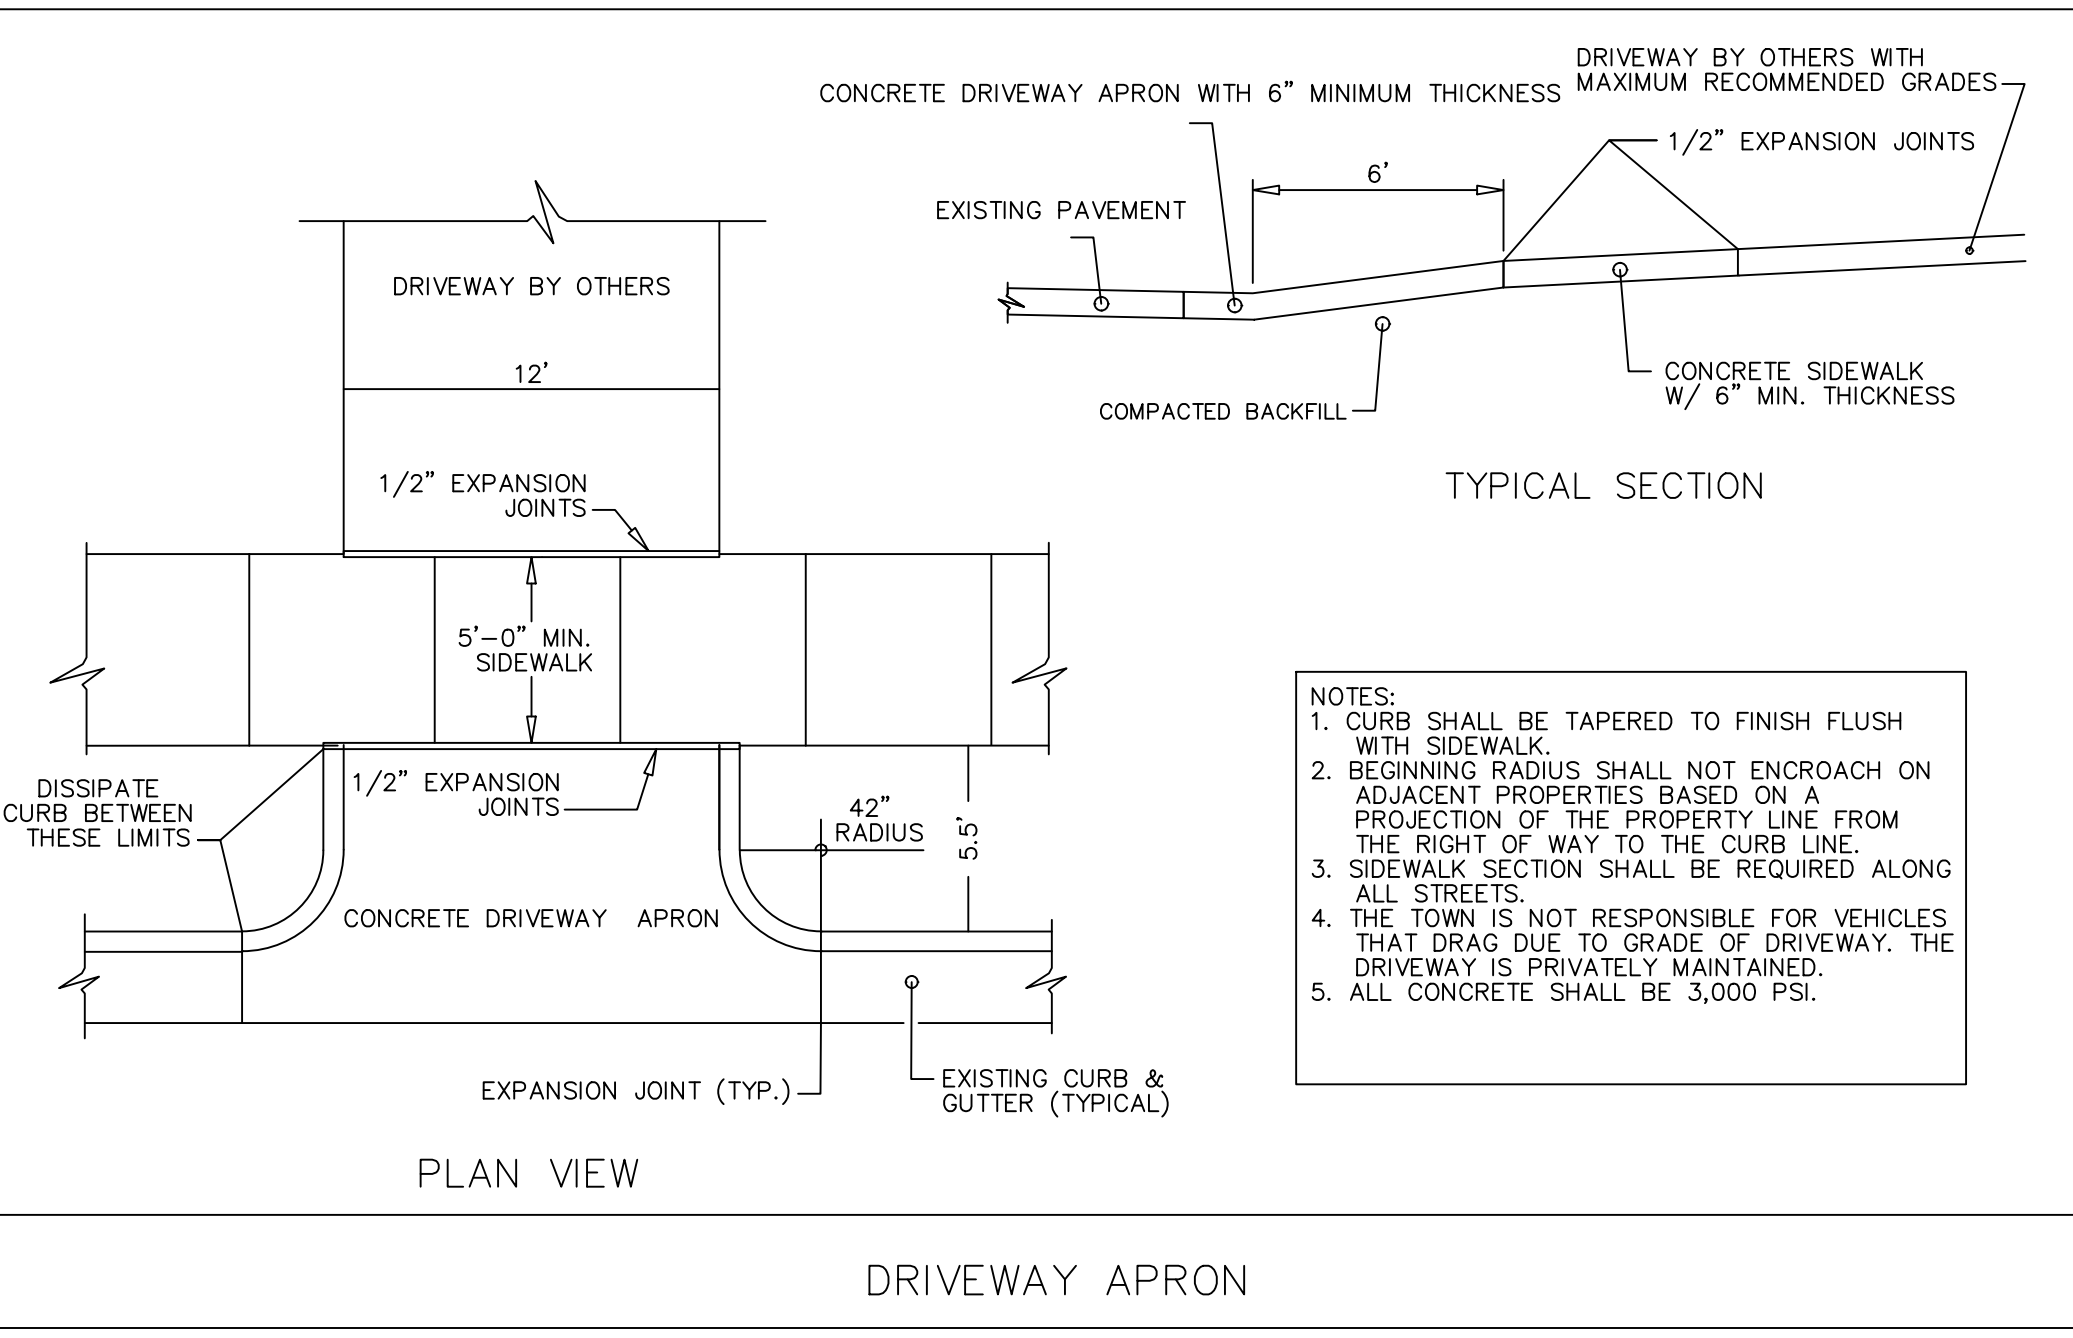 CONCRETE DRIVEWAY APRON WITH 6” MINIMUM THICKNESS
DRIVEWAY BY OTHERS WITH
MAXIMUM RECOMMENDED GRADES
1/2” EXPANSION JOINTS
6’
EXISTING PAVEMENT
COMPACTED BACKFILL
CONCRETE SIDEWALK
W/ 6” MIN. THICKNESS
TYPICAL SECTION
DRIVEWAY BY OTHERS
12’
1/2” EXPANSION
JOINTS
5’-0” MIN.
SIDEWALK
DISSIPATE
CURB BETWEEN
THESE LIMITS
1/2” EXPANSION
JOINTS
42”
RADIUS
5.5’
CONCRETE DRIVEWAY APRON
EXPANSION JOINT (TYP.)
EXISTING CURB &
GUTTER (TYPICAL)
PLAN VIEW
NOTES:
1. CURB SHALL BE TAPERED TO FINISH FLUSH
WITH SIDEWALK.
2. BEGINNING RADIUS SHALL NOT ENCROACH ON
ADJACENT PROPERTIES BASED ON A
PROJECTION OF THE PROPERTY LINE FROM
THE RIGHT OF WAY TO THE CURB LINE.
3. SIDEWALK SECTION SHALL BE REQUIRED ALONG
ALL STREETS.
4. THE TOWN IS NOT RESPONSIBLE FOR VEHICLES
THAT DRAG DUE TO GRADE OF DRIVEWAY. THE
DRIVEWAY IS PRIVATELY MAINTAINED.
5. ALL CONCRETE SHALL BE 3,000 PSI.
DRIVEWAY APRON